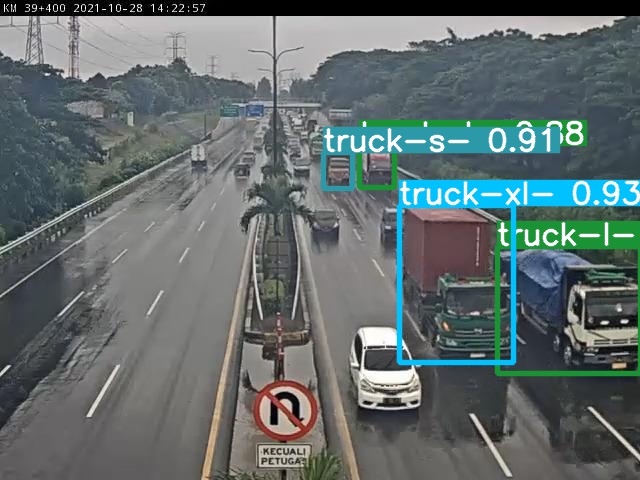 KM 39+400 2021-10-28 14:22:57
truck-s- 0.91
truck-xl- 0.93
truck-l-
KECUALI
PETUGAS